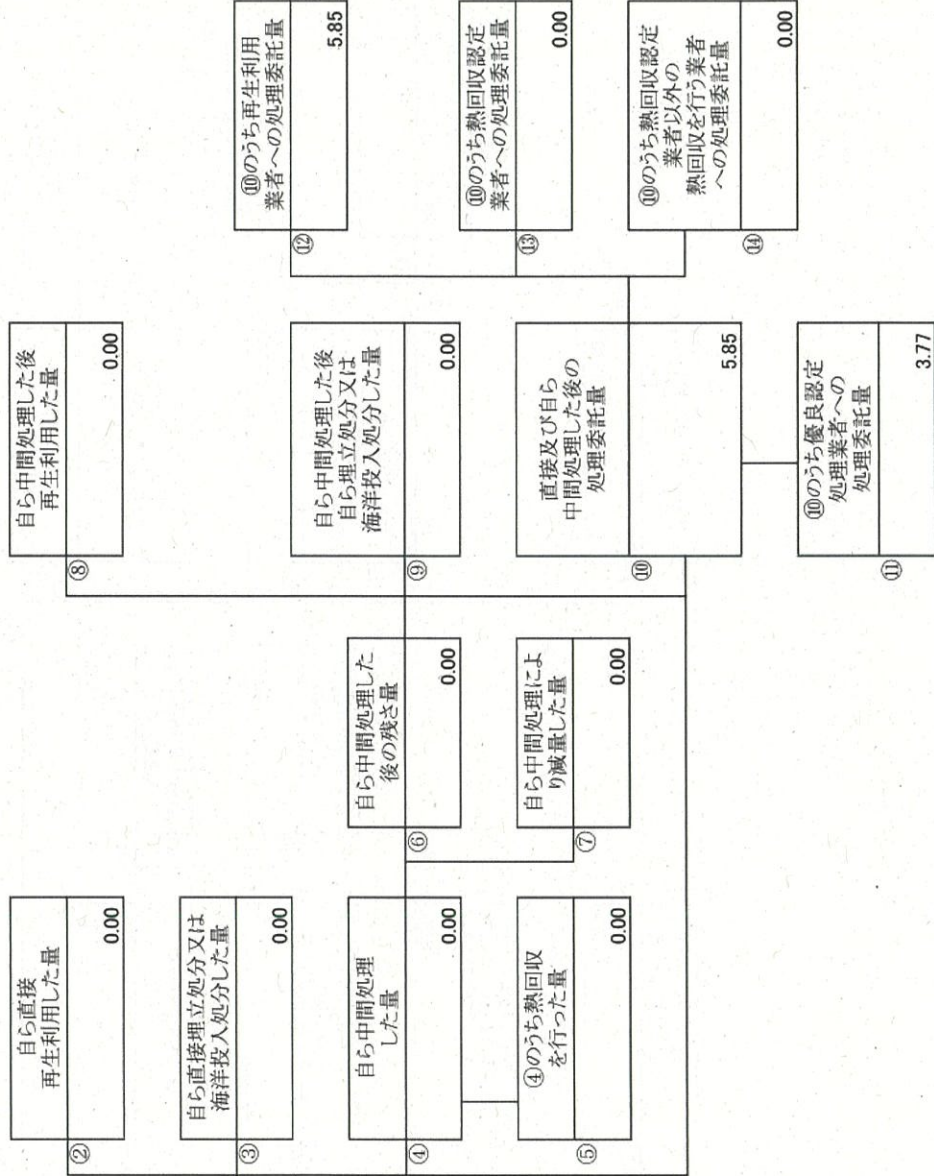 ②
自ら直接
再生利用した量
0.00
③
自ら直接埋立処分又は
海洋投入処分した量
0.00
④
自ら中間処理
した量
0.00
⑤
④のうち熱回収
を行った量
0.00
⑥
自ら中間処理した
後の残さ量
0.00
⑦
自ら中間処理によ
り減量した量
0.00
⑧
自ら中間処理した後
再生利用した量
0.00
⑨
自ら中間処理した後
自ら埋立処分又は
海洋投入処分した量
0.00
⑩
直接及び自ら
中間処理した後の
処理委託量
5.85
⑪
⑩のうち優良認定
処理業者への
処理委託量
3.77
⑫
⑩のうち再生利用
業者への処理委託量
5.85
⑬
⑩のうち熱回収認定
業者への処理委託量
0.00
⑭
⑩のうち熱回収認定
業者以外の
熱回収を行う業者
への処理委託量
0.00